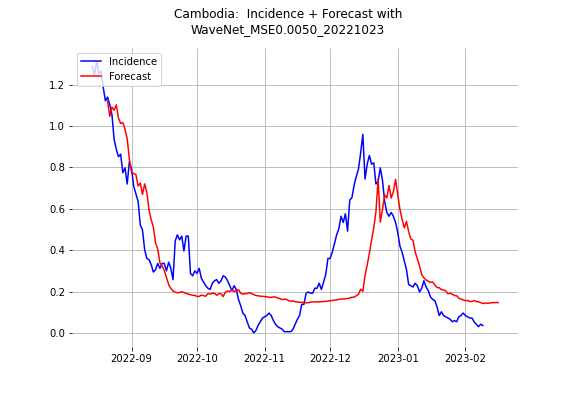 Cambodia:  Incidence + Forecast with
WaveNet_MSE0.0050_20221023
Incidence
Forecast
1.2
1.0
0.8
0.6
0.4
0.2
0.0
2022-09 2022-10 2022-11 2022-12 2023-01 2023-02